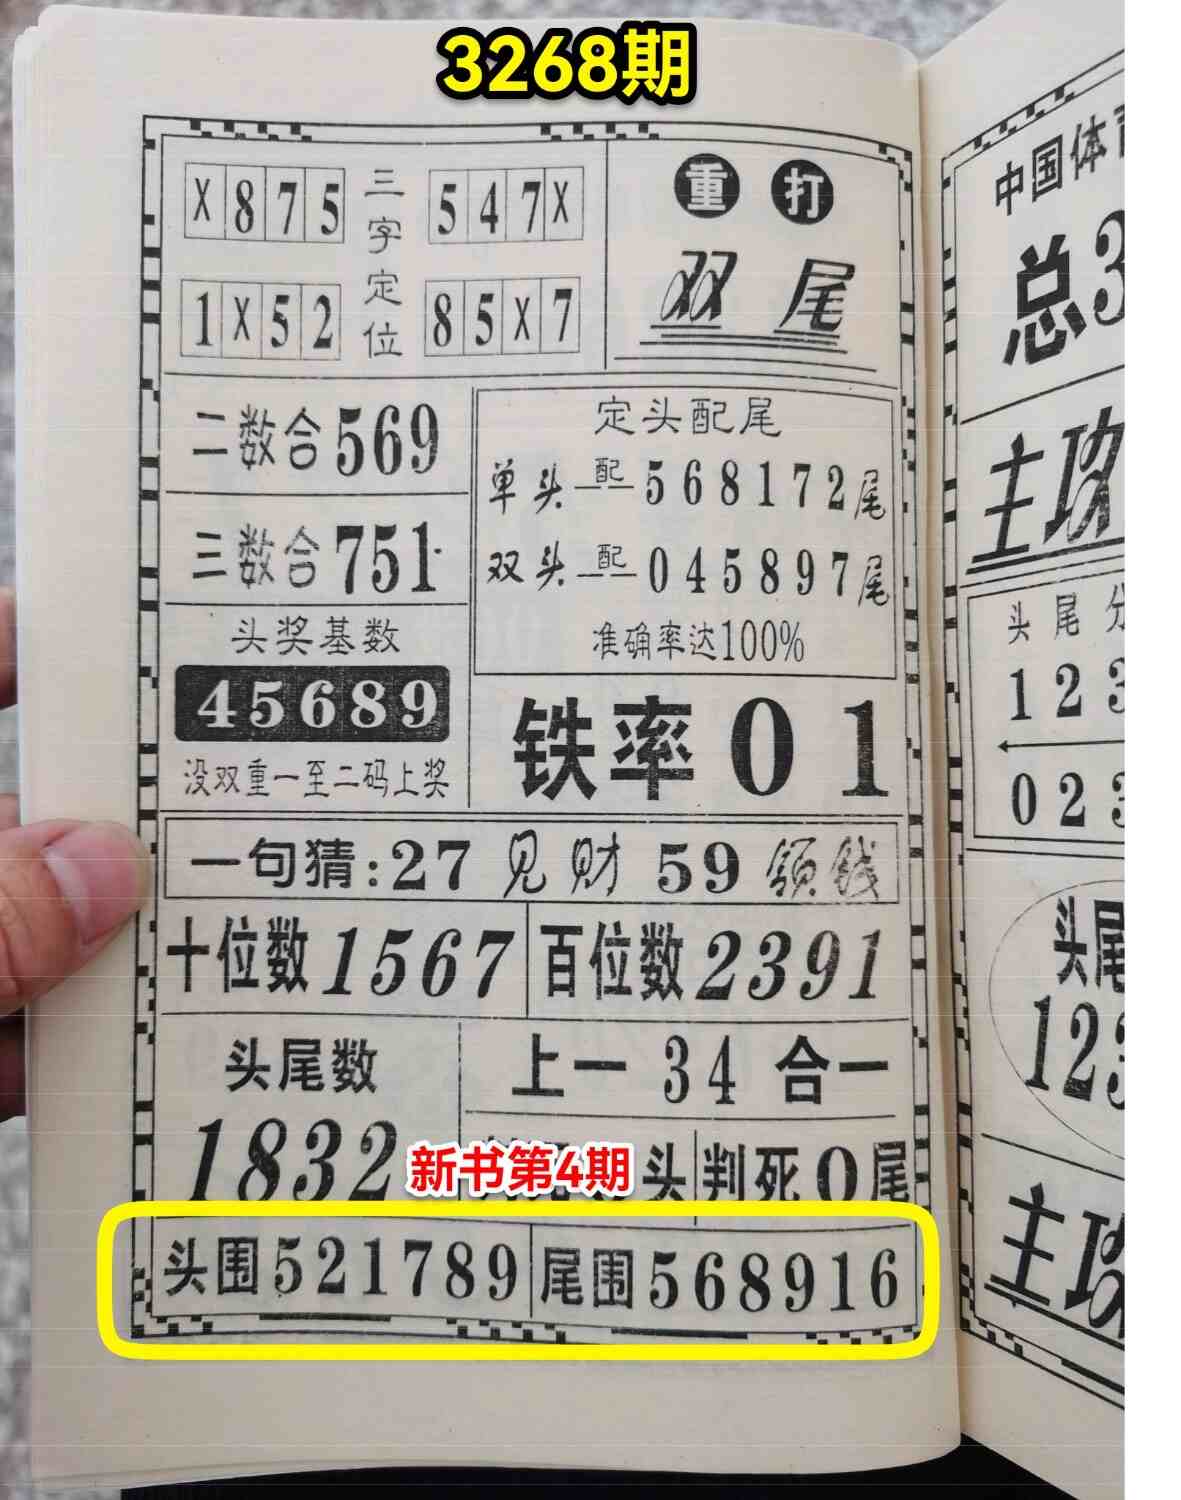 3268期
X875 三字定位 547X
1X52 85X7
重打
双尾
二数合569
三数合751
头奖基数
45689
没双重一至二码上奖
定头配尾
单头配568172尾
双头配045897尾
准确率达100%
铁率01
一句猜:27见财59领钱
十位数1567
百位数2391
头尾数
1832
上一34合一
新书第4期
头
判死0尾
头围521789
尾围568916
中国体
总3
主攻
头尾分
123
023
头尾
123
主攻